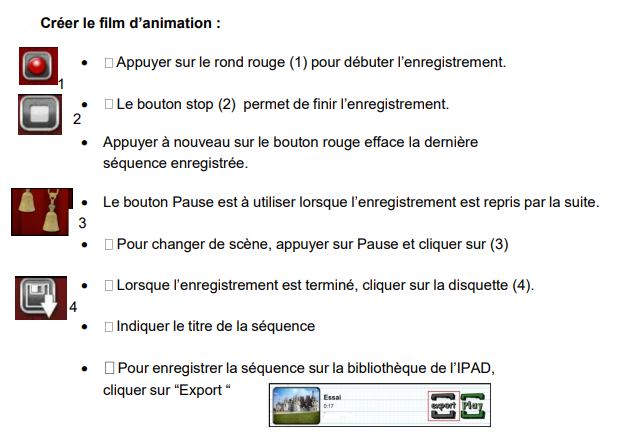 Créer le film d’animation :
• Appuyer sur le rond rouge (1) pour débuter l’enregistrement.
1
• Le bouton stop (2) permet de finir l’enregistrement.
2
• Appuyer à nouveau sur le bouton rouge efface la dernière
séquence enregistrée.
• Le bouton Pause est à utiliser lorsque l’enregistrement est repris par la suite.
3
• Pour changer de scène, appuyer sur Pause et cliquer sur (3)
• Lorsque l’enregistrement est terminé, cliquer sur la disquette (4).
4
• Indiquer le titre de la séquence
• Pour enregistrer la séquence sur la bibliothèque de l’IPAD,
cliquer sur “Export “
Essai
0:17
export Play